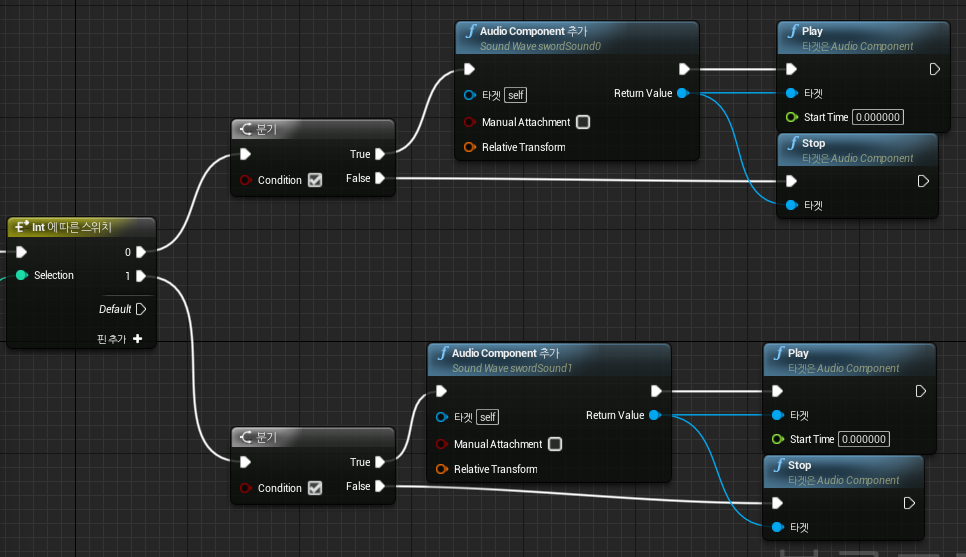 Audio Component 추가
Sound Wave swordSound0
타겟 self
Return Value
Manual Attachment
Relative Transform
Play
타겟은 Audio Component
타겟
Start Time 0.000000
Stop
타겟은 Audio Component
타겟
분기
True
Condition
False
Int 에 따른 스위치
0
Selection
1
Default
핀 추가
Audio Component 추가
Sound Wave swordSound1
타겟 self
Return Value
Manual Attachment
Relative Transform
Play
타겟은 Audio Component
타겟
Start Time 0.000000
Stop
타겟은 Audio Component
타겟
분기
True
Condition
False